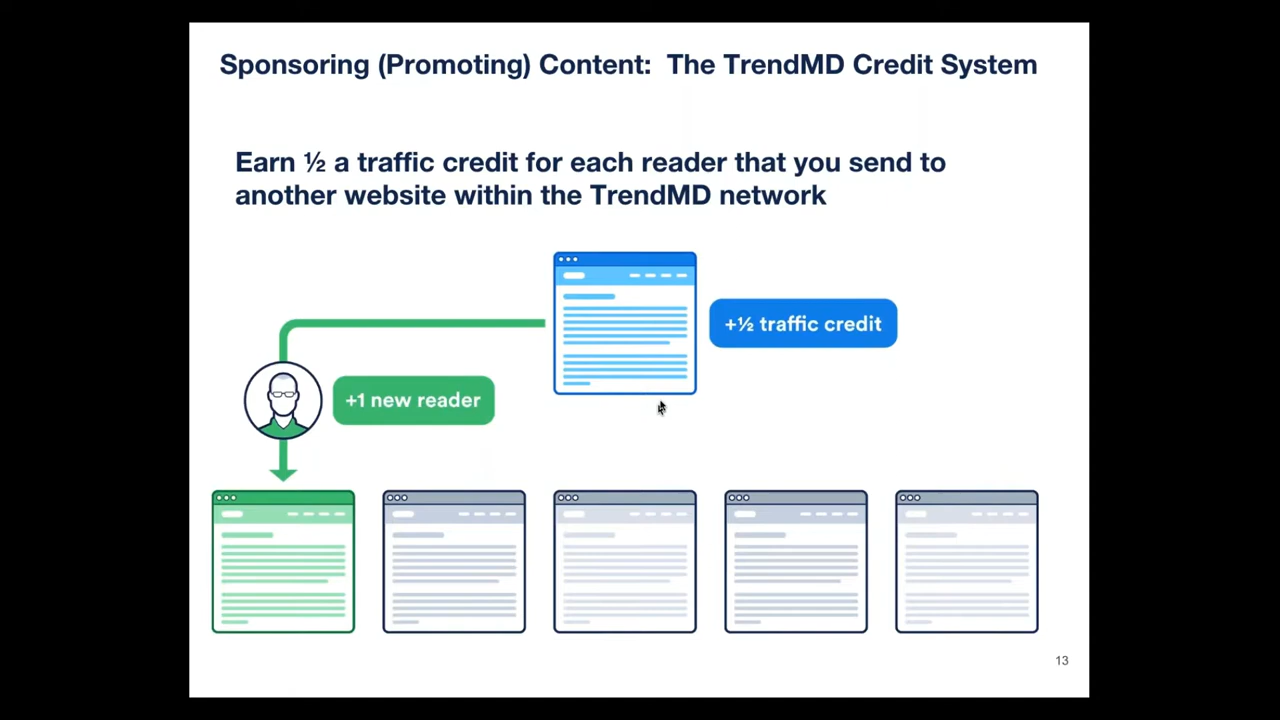 Sponsoring (Promoting) Content:  The TrendMD Credit System
Earn ½ a traffic credit for each reader that you send to
another website within the TrendMD network
+½ traffic credit
+1 new reader
13